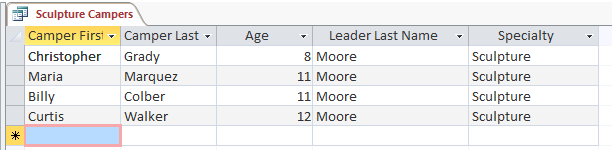 Sculpture Campers
Camper First Camper Last Age Leader Last Name Specialty
Christopher Grady 8 Moore Sculpture
Maria Marquez 11 Moore Sculpture
Billy Colber 11 Moore Sculpture
Curtis Walker 12 Moore Sculpture